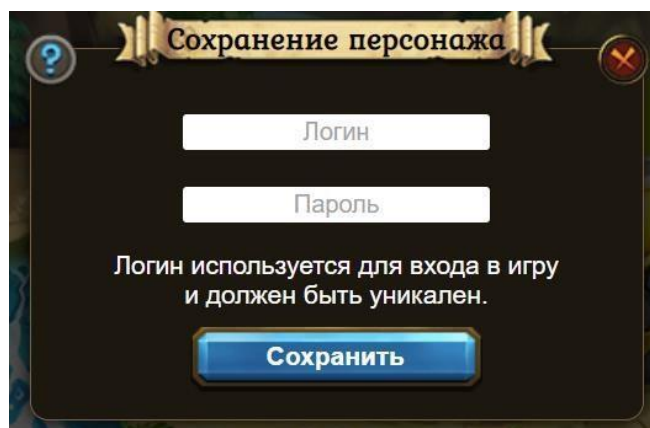 ?
Сохранение персонажа
Логин
Пароль
Логин используется для входа в игру
и должен быть уникален.
Сохранить